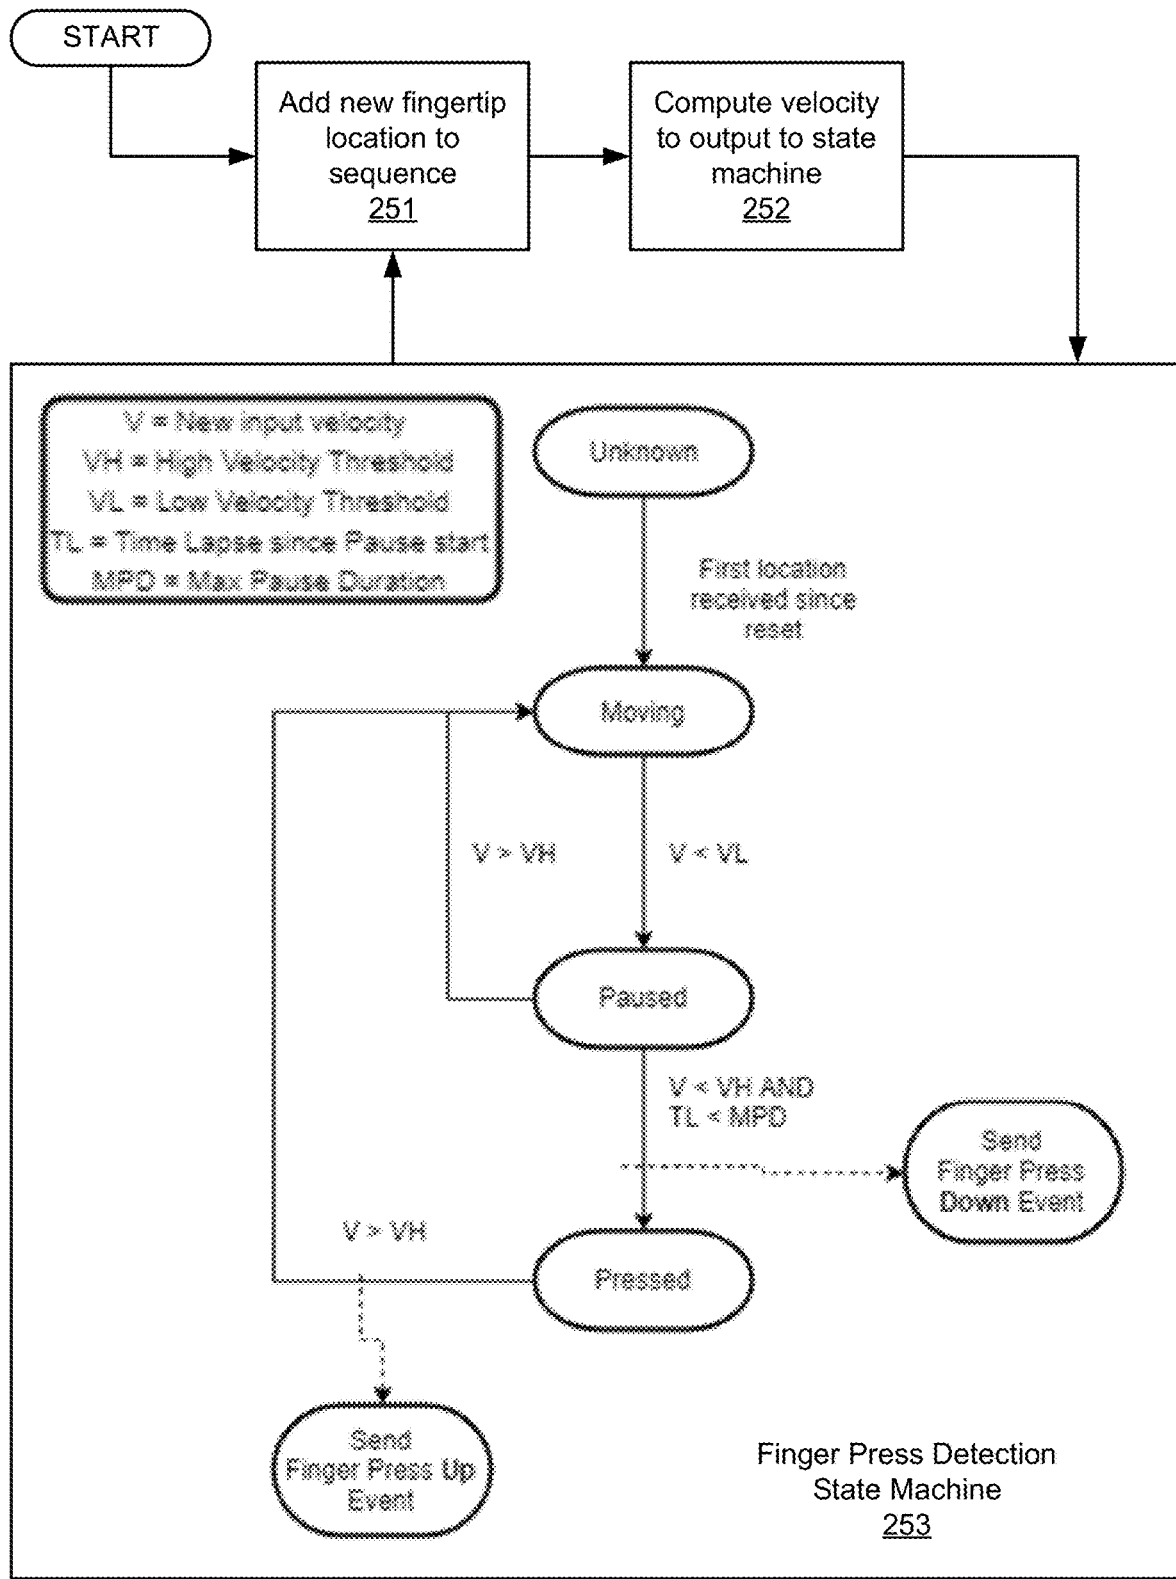 START
Add new fingertip
location to
sequence
251
Compute velocity
to output to state
machine
252
V = New input velocity
VH = High Velocity Threshold
VL = Low Velocity Threshold
TL = Time Lapse since Pause start
MPD = Max Pause Duration
Unknown
First location
received since
reset
Moving
V > VH
V < VL
Paused
V < VH AND
TL < MPD
Send
Finger Press
Down Event
V > VH
Pressed
Send
Finger Press Up
Event
Finger Press Detection
State Machine
253